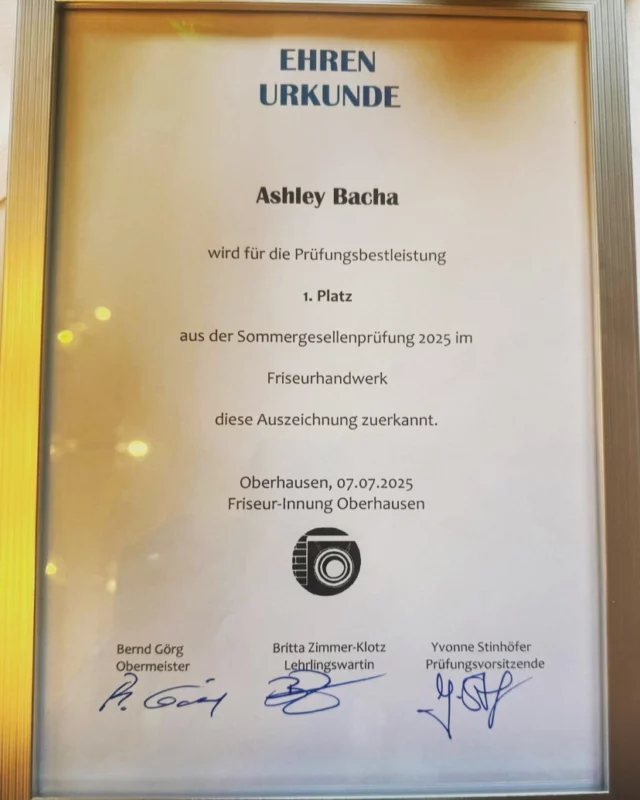 EHREN
URKUNDE
Ashley Bacha
wird für die Prüfungsbestleistung
1. Platz
aus der Sommergesellenprüfung 2025 im
Friseurhandwerk
diese Auszeichnung zuerkannt.
Oberhausen, 07.07.2025
Friseur-Innung Oberhausen
Bernd Görg
Obermeister
Britta Zimmer-Klotz
Lehrlingswartin
Yvonne Stinhöfer
Prüfungsvorsitzende
B. Görg